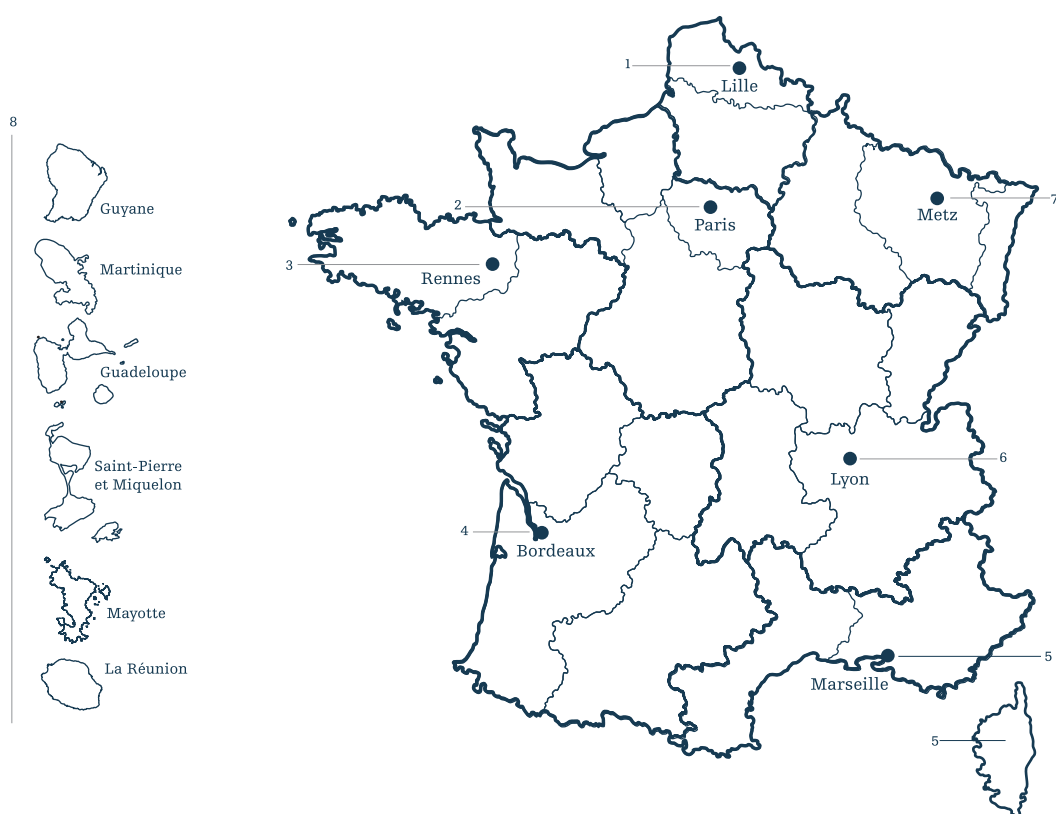 8
Guyane
Martinique
Guadeloupe
Saint-Pierre
et Miquelon
Mayotte
La Réunion
1
Lille
2
Paris
7
Metz
3
Rennes
6
Lyon
4
Bordeaux
5
Marseille
5